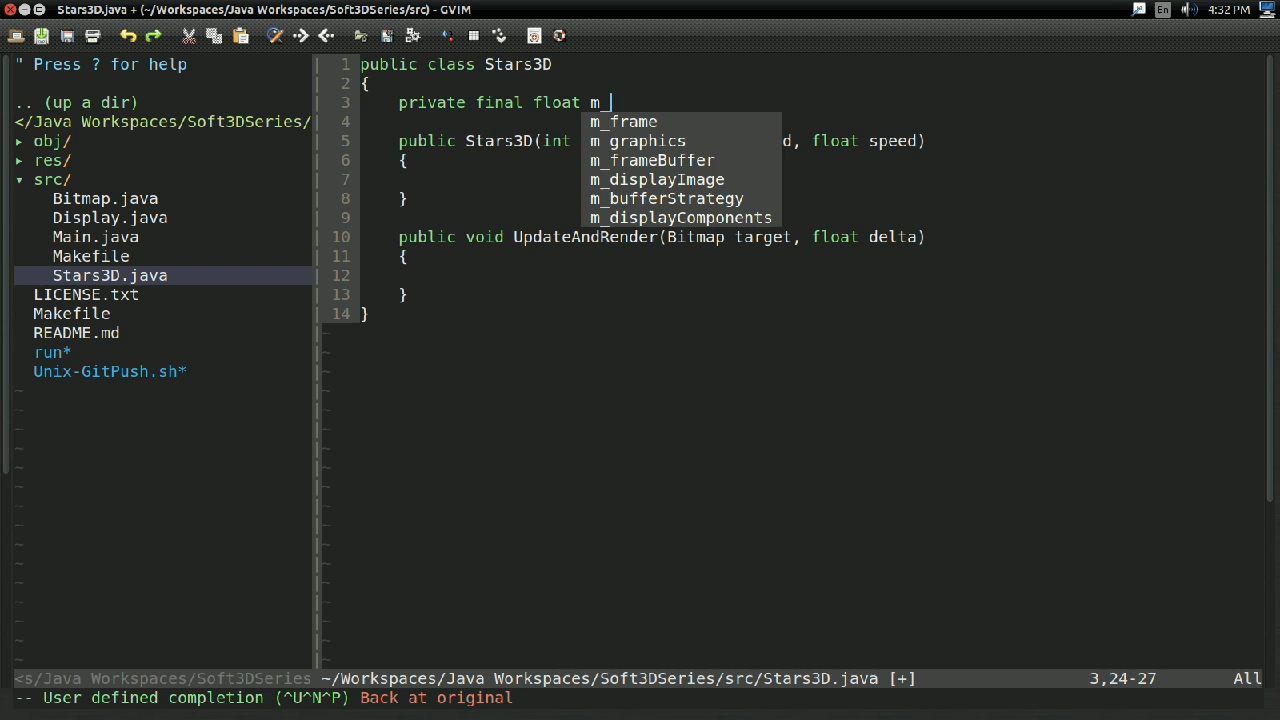 Stars3D.java + (~/Workspaces/Java Workspaces/Soft3DSeries/src) - GVIM
En
4:32 PM
" Press ? for help
.. (up a dir)
</Java Workspaces/Soft3DSeries/
▸ obj/
▸ res/
▾ src/
Bitmap.java
Display.java
Main.java
Makefile
Stars3D.java
LICENSE.txt
Makefile
README.md
run*
Unix-GitPush.sh*
1 public class Stars3D
2 {
3 private final float m_
4
5 public Stars3D(int d, float speed)
6 {
7
8 }
9
10 public void UpdateAndRender(Bitmap target, float delta)
11 {
12
13 }
14 }
m_frame
m_graphics
m_frameBuffer
m_displayImage
m_bufferStrategy
m_displayComponents
<s/Java Workspaces/Soft3DSeries
~/Workspaces/Java Workspaces/Soft3DSeries/src/Stars3D.java [+] 3,24-27 All
-- User defined completion (^U^N^P) Back at original